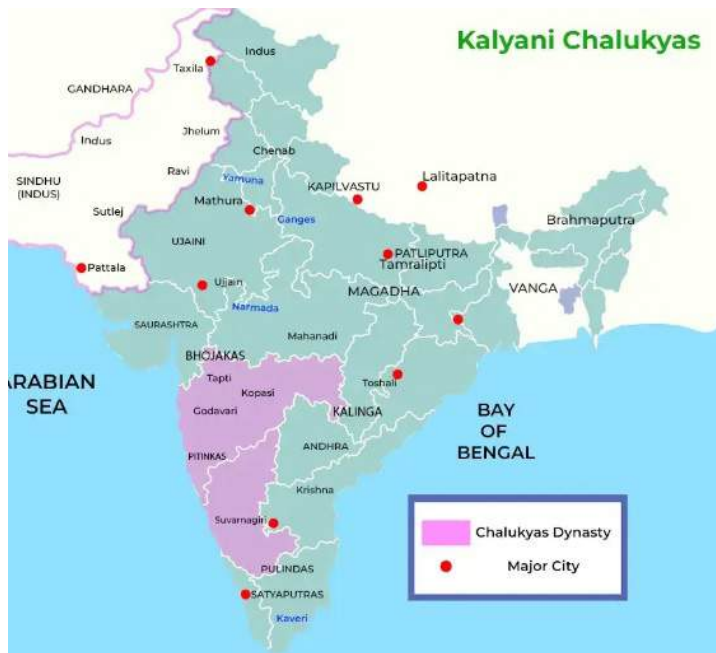 Kalyani Chalukyas
Indus
Taxila
GANDHARA
Indus
Jhelum
Chenab
Ravi
Yamuna
SINDHU
(INDUS)
KAPILVASTU
Lalitapatna
Mathura
Sutlej
Ganges
Brahmaputra
UJAINI
PATLIPUTRA
Tamralipti
Pattala
Ujjain
MAGADHA
VANGA
Narmada
SAURASHTRA
Mahanadi
BHOJAKAS
Tapti
ARABIAN
SEA
Kopasi
Toshali
Godavari
KALINGA
BAY
OF
BENGAL
ANDHRA
PITINKAS
Krishna
Suvarnagiri
Chalukyas Dynasty
Major City
PULINDAS
SATYAPUTRAS
Kaveri